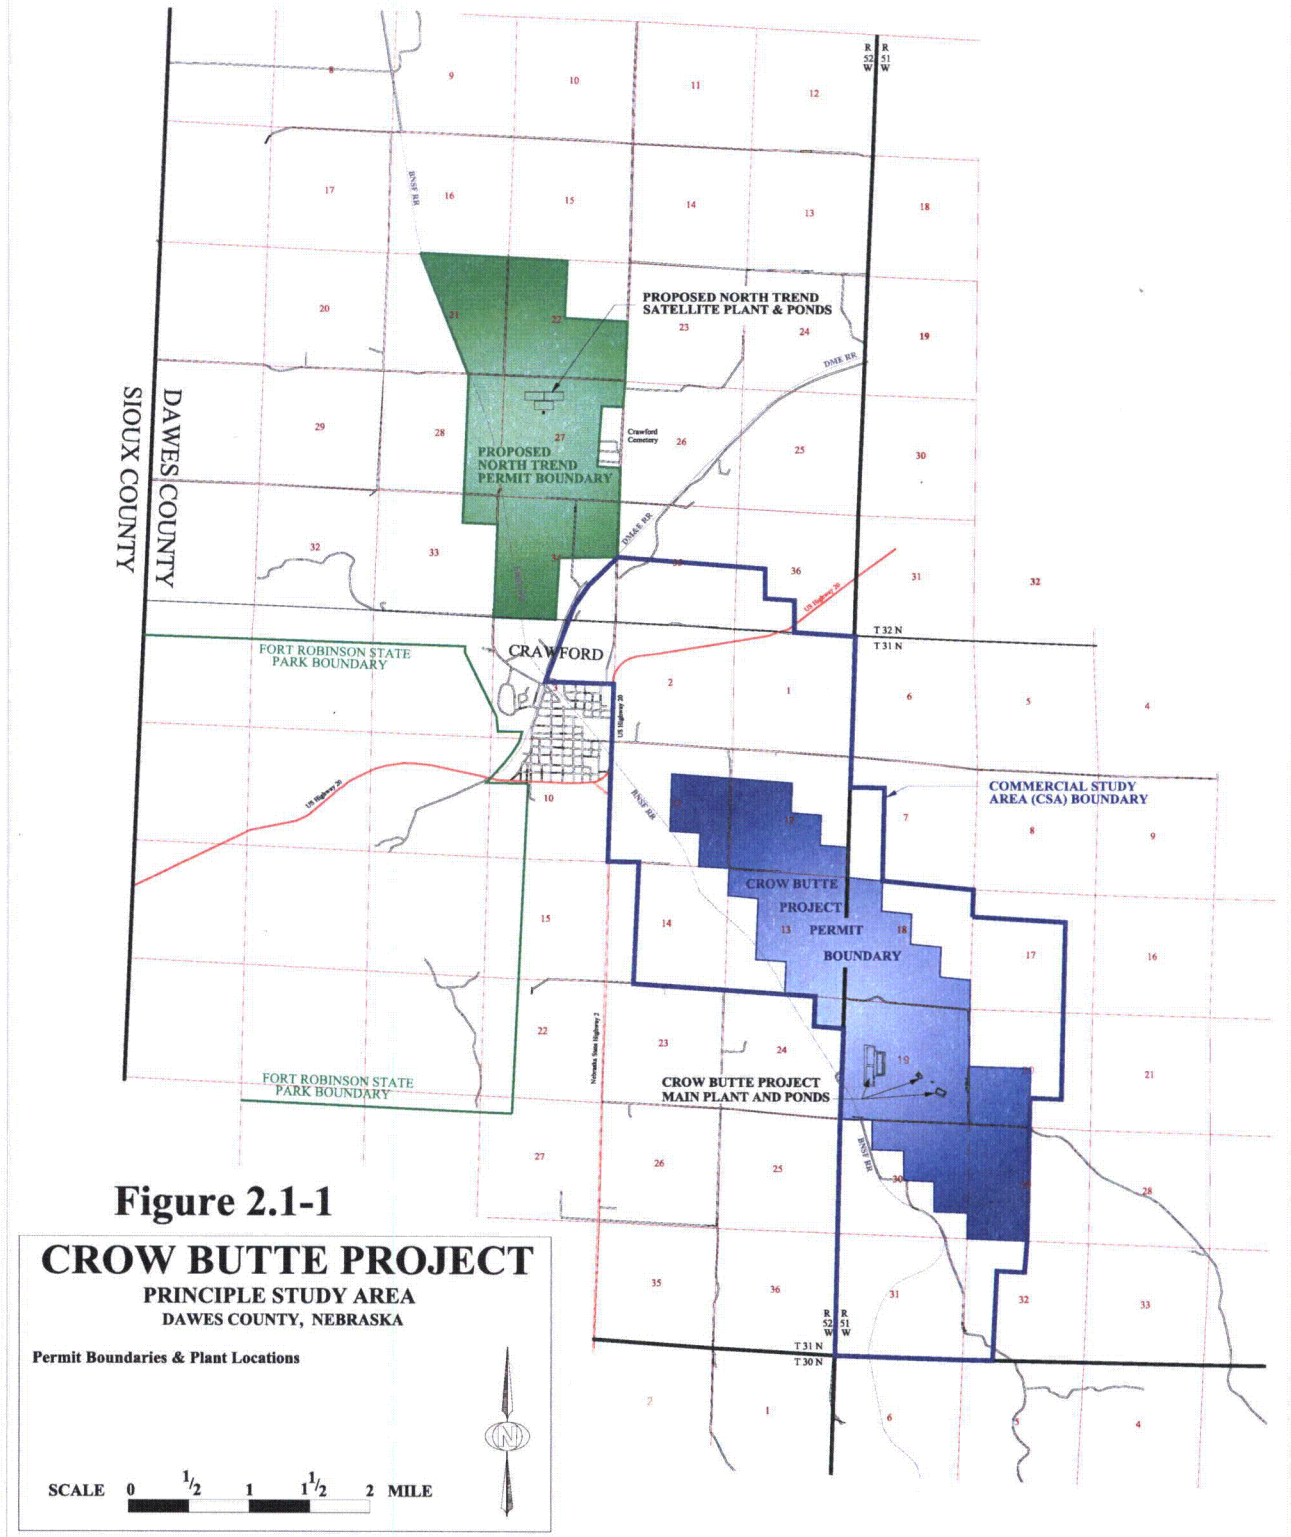 R R
52 51
W W
8
9
10
11
12
BNSF RR
17
16
15
14
13
18
PROPOSED NORTH TREND
SATELLITE PLANT & PONDS
20
21
22
23
24
19
DME RR
SIOUX COUNTY
DAWES COUNTY
29
28
27
Crawford
Cemetery
26
25
30
PROPOSED
NORTH TREND
PERMIT BOUNDARY
DM&E RR
32
33
36
31
32
US Highway 20
T 32 N
T 31 N
FORT ROBINSON STATE
PARK BOUNDARY
CRAWFORD
3
2
1
6
5
4
US Highway 20
US Highway 20
BNSF RR
COMMERCIAL STUDY
AREA (CSA) BOUNDARY
10
12
7
8
9
CROW BUTTE
PROJECT
PERMIT
BOUNDARY
15
14
13
18
17
16
Nebraska State Highway 2
22
23
24
19
21
FORT ROBINSON STATE
PARK BOUNDARY
CROW BUTTE PROJECT
MAIN PLANT AND PONDS
BNSF RR
27
26
25
30
28
35
36
31
32
33
R R
52 51
W W
T 31 N
T 30 N
2
1
6
5
4
Figure 2.1-1
CROW BUTTE PROJECT
PRINCIPLE STUDY AREA
DAWES COUNTY, NEBRASKA
Permit Boundaries & Plant Locations
N
SCALE 0 1/2 1 1 1/2 2 MILE